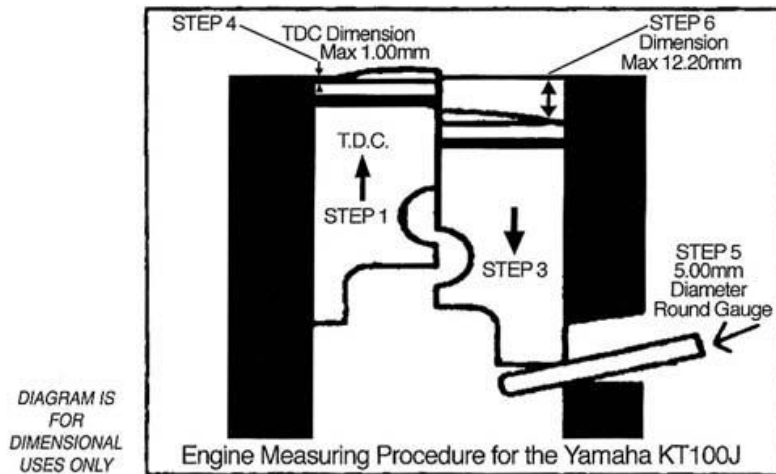 STEP 4
TDC Dimension
Max 1.00mm
STEP 6
Dimension
Max 12.20mm
T.D.C.
STEP 1
STEP 3
STEP 5
5.00mm
Diameter
Round Gauge
DIAGRAM IS
FOR
DIMENSIONAL
USES ONLY
Engine Measuring Procedure for the Yamaha KT100J